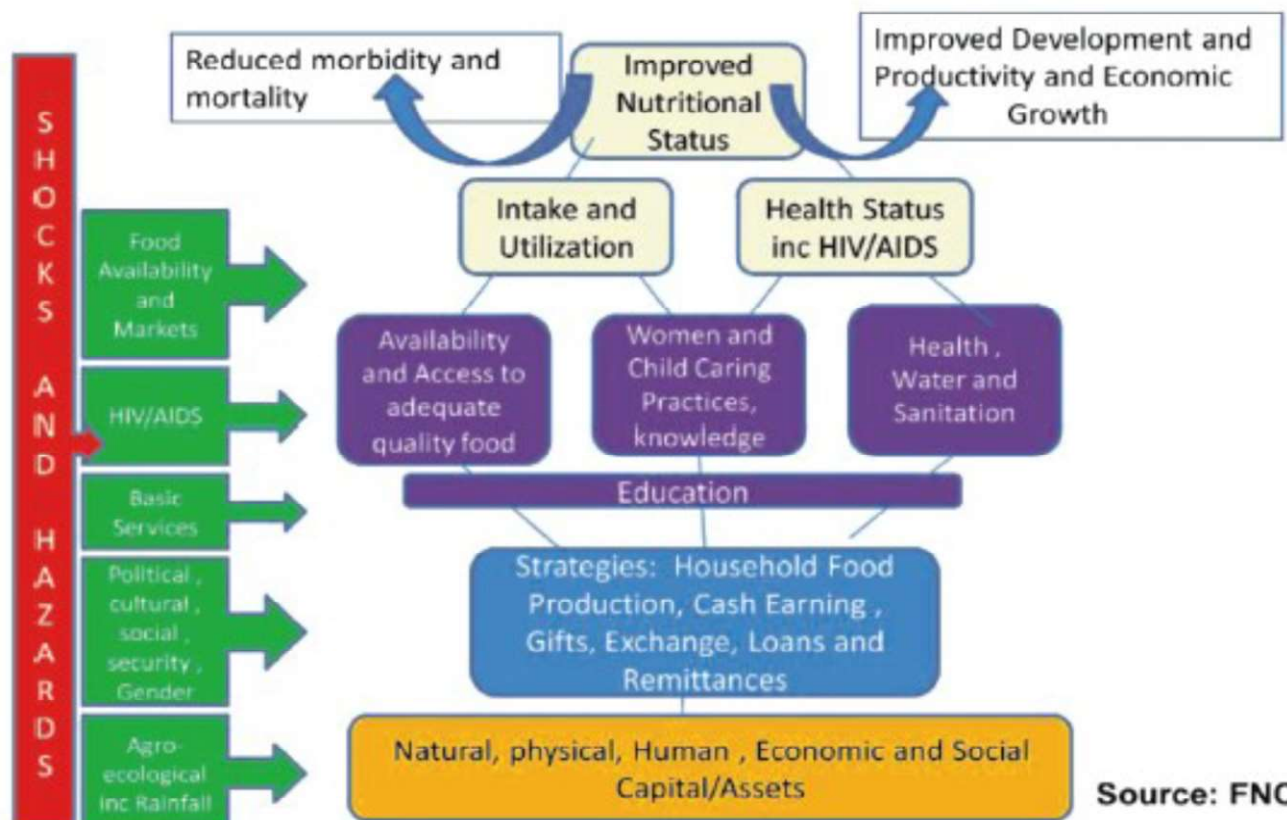 Reduced morbidity and
mortality
Improved
Nutritional
Status
Improved Development and
Productivity and Economic
Growth
SHOCKS AND HAZARDS
Intake and
Utilization
Health Status
inc HIV/AIDS
Food
Availability
and
Markets
Availability
and Access to
adequate
quality food
Women and
Child Caring
Practices,
knowledge
Health ,
Water and
Sanitation
HIV/AIDS
Education
Basic
Services
Strategies: Household Food
Production, Cash Earning ,
Gifts, Exchange, Loans and
Remittances
Political ,
cultural ,
social ,
security ,
Gender
Natural, physical, Human , Economic and Social
Capital/Assets
Agro-
ecological
inc Rainfall
Source: FNC